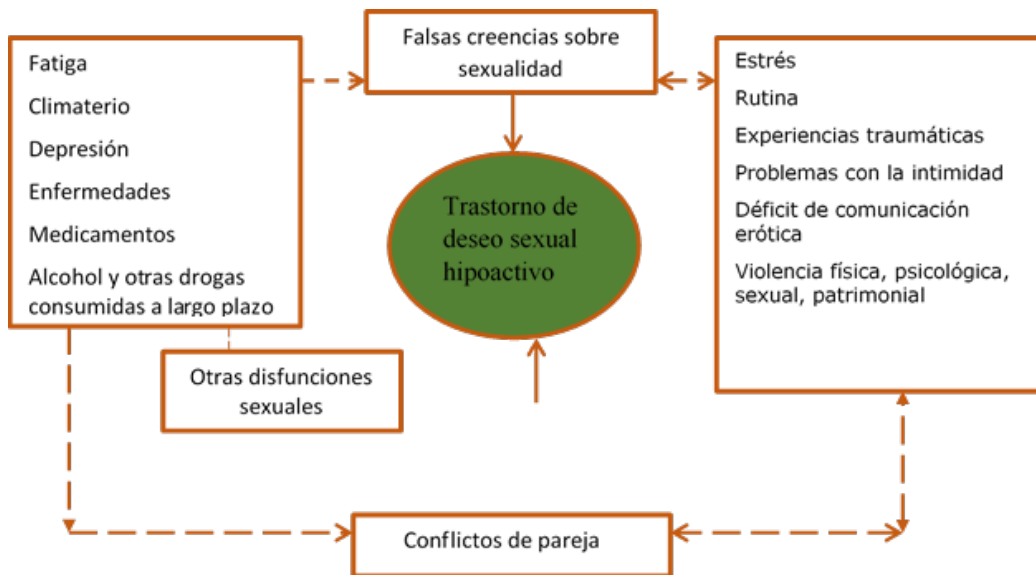 Fatiga
Climaterio
Depresión
Enfermedades
Medicamentos
Alcohol y otras drogas
consumidas a largo plazo
Otras disfunciones
sexuales
Falsas creencias sobre
sexualidad
Trastorno de
deseo sexual
hipoactivo
Estrés
Rutina
Experiencias traumáticas
Problemas con la intimidad
Déficit de comunicación
erótica
Violencia física, psicológica,
sexual, patrimonial
Conflictos de pareja